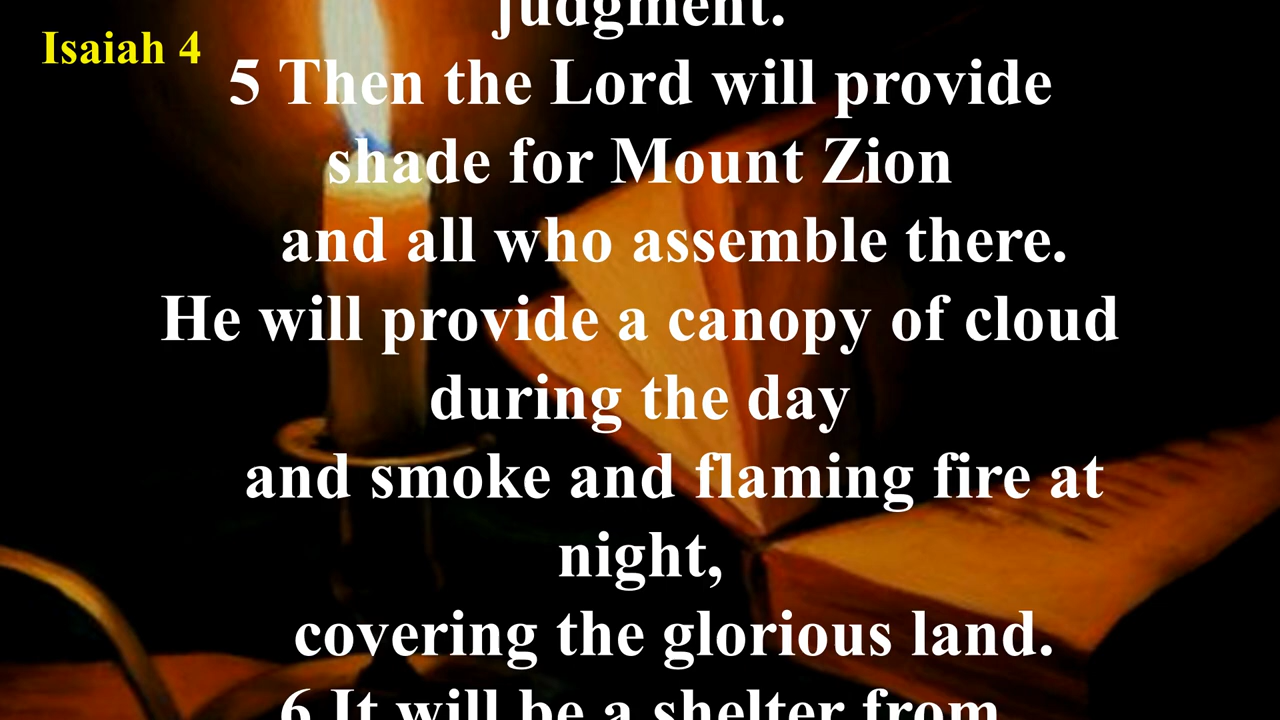 Isaiah 4
judgment.
5 Then the Lord will provide
shade for Mount Zion
and all who assemble there.
He will provide a canopy of cloud
during the day
and smoke and flaming fire at
night,
covering the glorious land.
6 It will be a shelter from